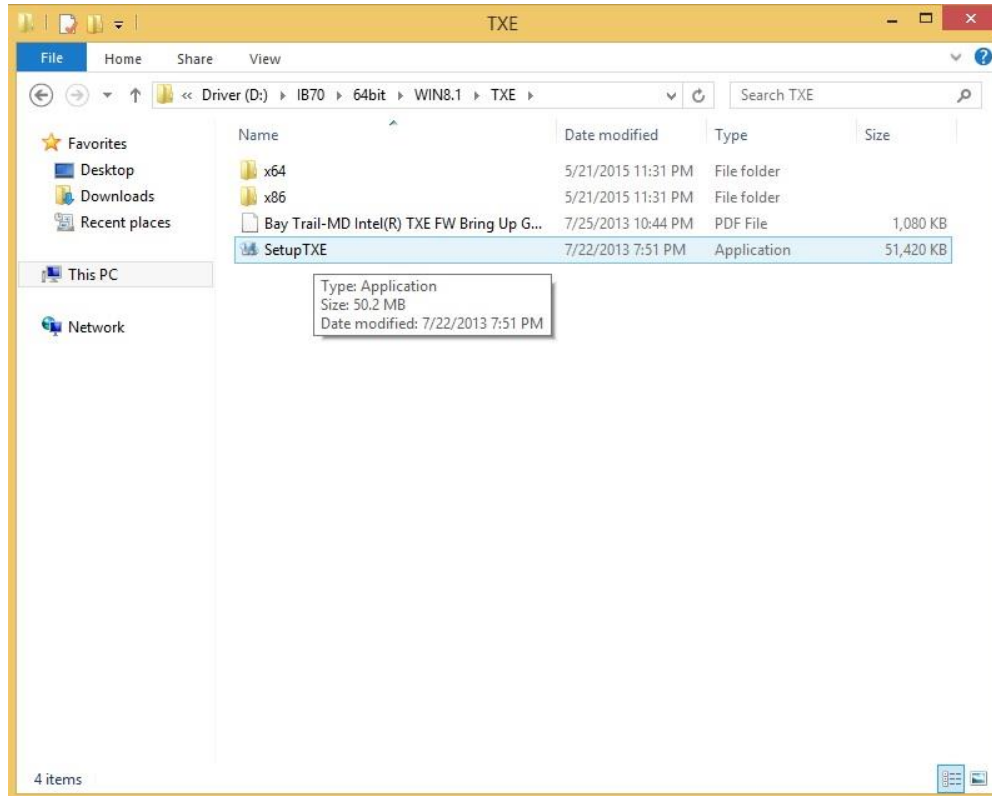 TXE
File Home Share View
« Driver (D:) IB70 64bit WIN8.1 TXE Search TXE
Name Date modified Type Size
Favorites
Desktop
Downloads
Recent places
This PC
Network
x64 5/21/2015 11:31 PM File folder
x86 5/21/2015 11:31 PM File folder
Bay Trail-MD Intel(R) TXE FW Bring Up G... 7/25/2013 10:44 PM PDF File 1,080 KB
SetupTXE 7/22/2013 7:51 PM Application 51,420 KB
Type: Application
Size: 50.2 MB
Date modified: 7/22/2013 7:51 PM
4 items